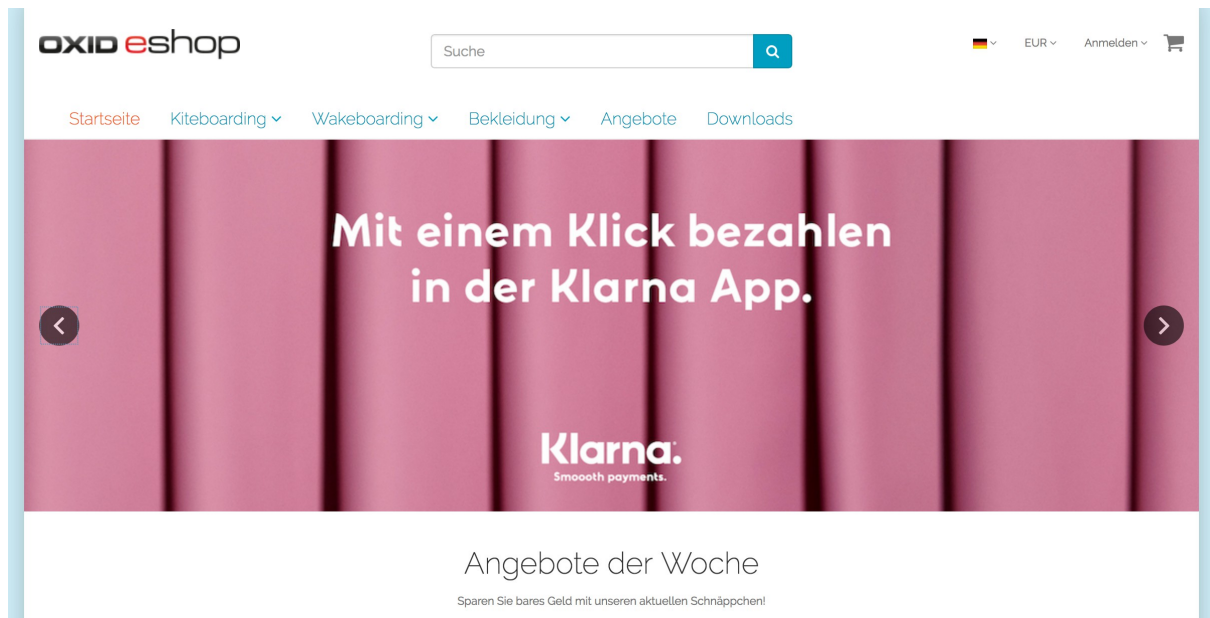 OXID eshop
Suche
EUR
Anmelden
Startseite Kiteboarding Wakeboarding Bekleidung Angebote Downloads
Mit einem Klick bezahlen
in der Klarna App.
Klarna.
Smoooth payments.
Angebote der Woche
Sparen Sie bares Geld mit unseren aktuellen Schnäppchen!